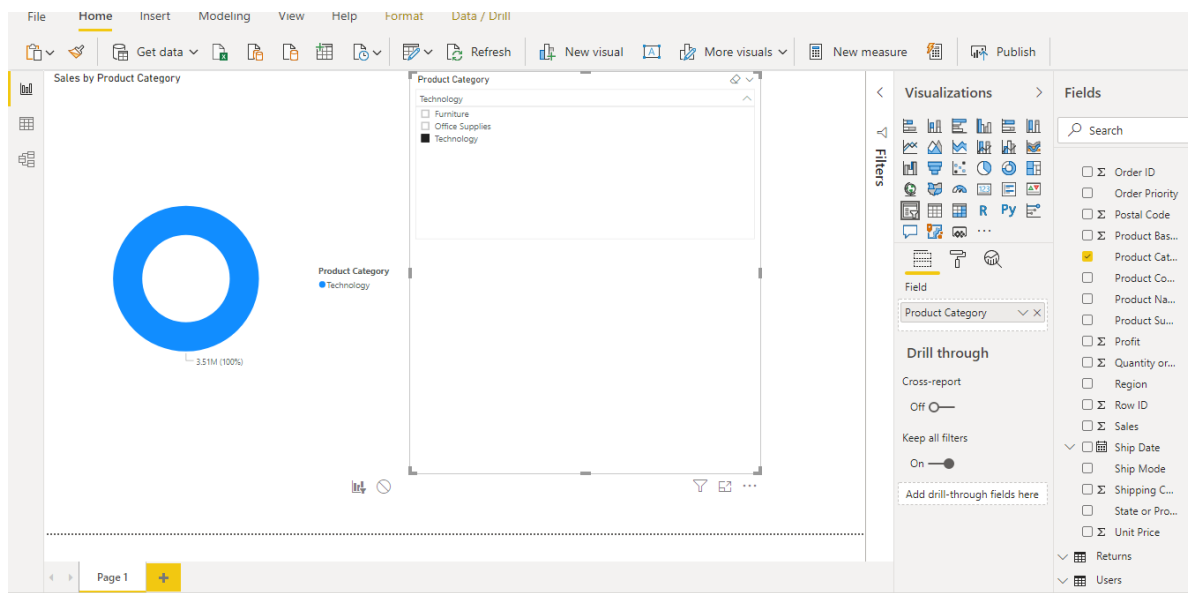 File Home Insert Modeling View Help Format Data / Drill
Get data Refresh New visual A More visuals New measure Publish
Sales by Product Category
Product Category
Technology
Furniture
Office Supplies
Technology
Product Category
Technology
3.51M (100%)
Filters
Visualizations
R Py
Field
Product Category
Drill through
Cross-report
Off
Keep all filters
On
Add drill-through fields here
Fields
Search
Σ Order ID
Order Priority
Σ Postal Code
Σ Product Bas...
Product Cat...
Product Co...
Product Na...
Product Su...
Σ Profit
Σ Quantity or...
Region
Σ Row ID
Σ Sales
Ship Date
Ship Mode
Σ Shipping C...
State or Pro...
Σ Unit Price
Returns
Users
Page 1